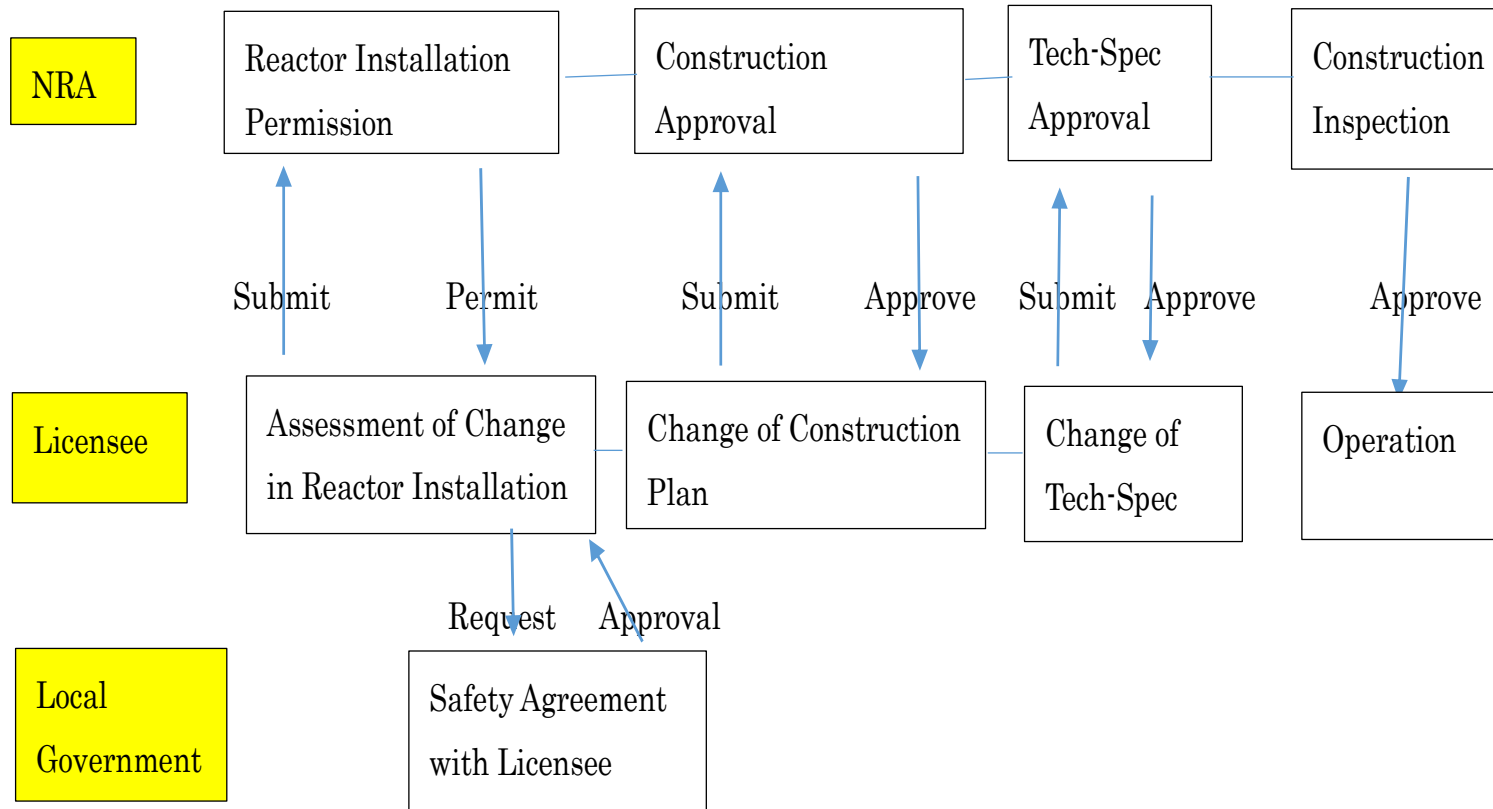 NRA
Reactor Installation
Permission
Construction
Approval
Tech-Spec
Approval
Construction
Inspection
Submit
Permit
Submit
Approve
Submit
Approve
Approve
Licensee
Assessment of Change
in Reactor Installation
Change of Construction
Plan
Change of
Tech-Spec
Operation
Request
Approval
Local
Government
Safety Agreement
with Licensee